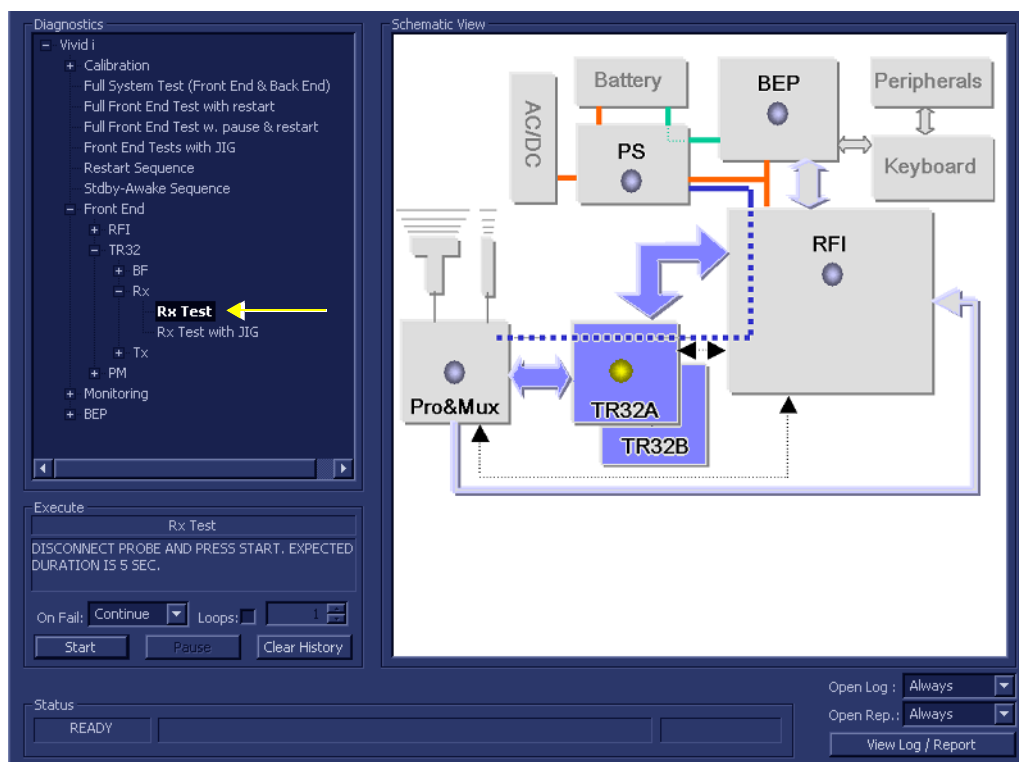 Diagnostics
Vivid i
Calibration
Full System Test (Front End & Back End)
Full Front End Test with restart
Full Front End Test w. pause & restart
Front End Tests with JIG
Restart Sequence
Stdby-Awake Sequence
Front End
RFI
TR32
BF
Rx
Rx Test
Rx Test with JIG
Tx
PM
Monitoring
BEP
Execute
Rx Test
DISCONNECT PROBE AND PRESS START. EXPECTED
DURATION IS 5 SEC.
On Fail: Continue Loops: 1
Start Pause Clear History
Schematic View
Battery
BEP
Peripherals
AC/DC
PS
Keyboard
RFI
Pro&Mux
TR32A
TR32B
Status
READY
Open Log : Always
Open Rep.: Always
View Log / Report